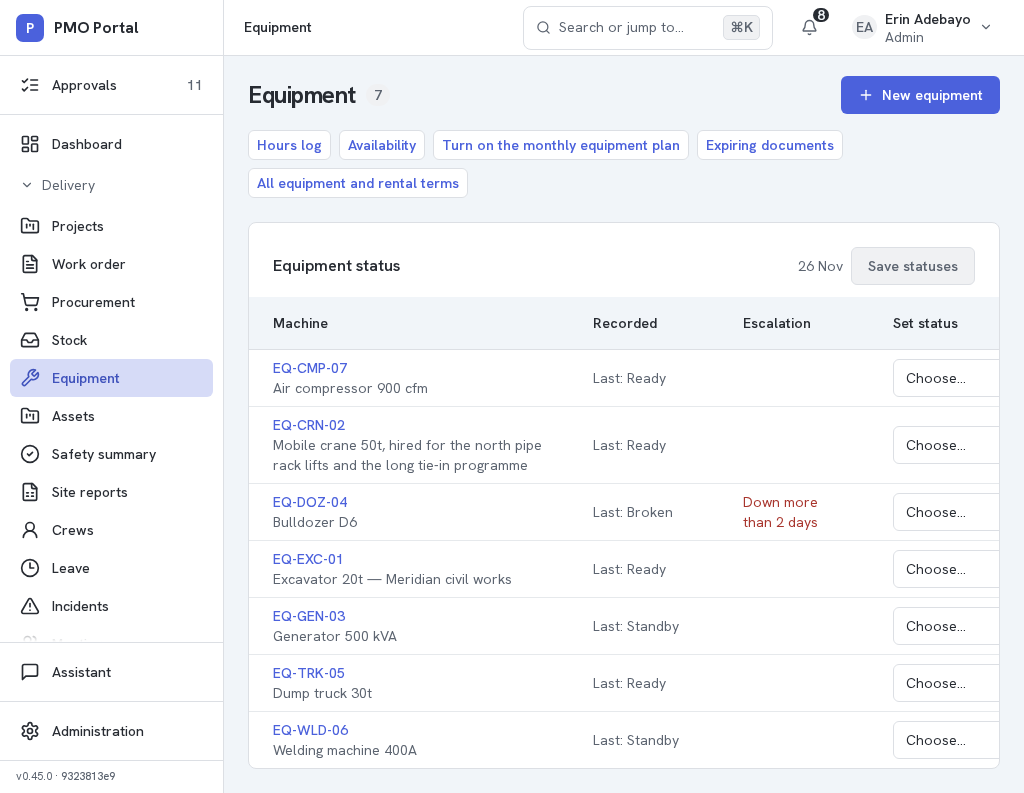 P PMO Portal
Equipment
Search or jump to...
⌘K
8
EA
Erin Adebayo
Admin
Approvals 11
Dashboard
Delivery
Projects
Work order
Procurement
Stock
Equipment
Assets
Safety summary
Site reports
Crews
Leave
Incidents
Assistant
Administration
v0.45.0 · 9323813e9
Equipment 7
New equipment
Hours log
Availability
Turn on the monthly equipment plan
Expiring documents
All equipment and rental terms
Equipment status
26 Nov
Save statuses
Machine Recorded Escalation Set status
EQ-CMP-07
Air compressor 900 cfm
Last: Ready
Choose...
EQ-CRN-02
Mobile crane 50t, hired for the north pipe
rack lifts and the long tie-in programme
Last: Ready
Choose...
EQ-DOZ-04
Bulldozer D6
Last: Broken
Down more
than 2 days
Choose...
EQ-EXC-01
Excavator 20t — Meridian civil works
Last: Ready
Choose...
EQ-GEN-03
Generator 500 kVA
Last: Standby
Choose...
EQ-TRK-05
Dump truck 30t
Last: Ready
Choose...
EQ-WLD-06
Welding machine 400A
Last: Standby
Choose...